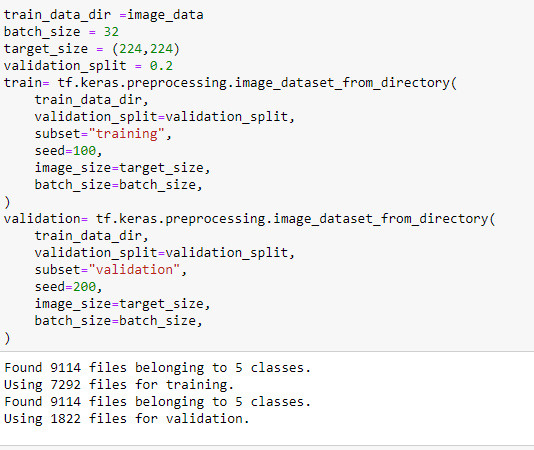 train_data_dir =image_data
batch_size = 32
target_size = (224,224)
validation_split = 0.2
train= tf.keras.preprocessing.image_dataset_from_directory(
    train_data_dir,
    validation_split=validation_split,
    subset="training",
    seed=100,
    image_size=target_size,
    batch_size=batch_size,
)
validation= tf.keras.preprocessing.image_dataset_from_directory(
    train_data_dir,
    validation_split=validation_split,
    subset="validation",
    seed=200,
    image_size=target_size,
    batch_size=batch_size,
)
Found 9114 files belonging to 5 classes.
Using 7292 files for training.
Found 9114 files belonging to 5 classes.
Using 1822 files for validation.